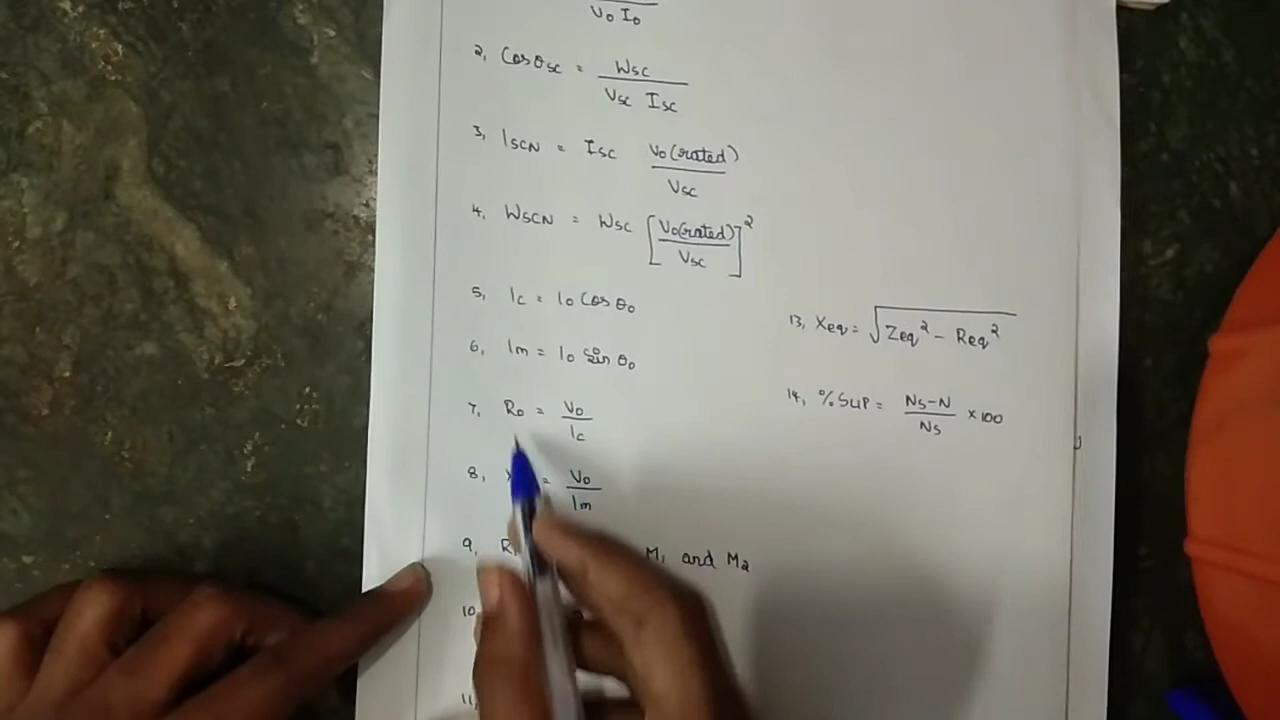 V0 I0
2, Cosθsc = Wsc / Vsc Isc
3, Iscn = Isc V0(rated) / Vsc
4, Wscn = Wsc [V0(rated) / Vsc]²
5, Ic = I0 Cos θ0
6, Im = I0 Sin θ0
7, R0 = V0 / Ic
8, = V0 / Im
9, M1 and M2
10
11,
13, Xeq = √Zeq² - Req²
14, % Slip = Ns-N / Ns × 100